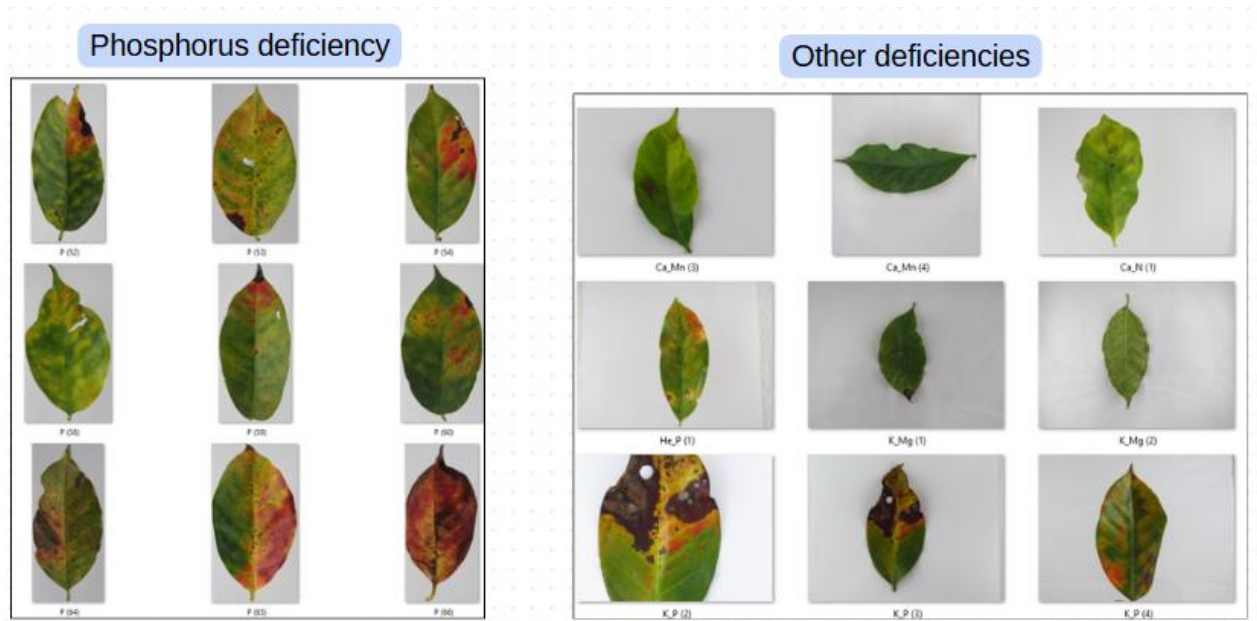 Phosphorus deficiency
Other deficiencies
P (52)
P (53)
P (54)
P (58)
P (59)
P (60)
P (64)
P (65)
P (66)
Ca_Mn (3)
Ca_Mn (4)
Ca_N (1)
He_P (1)
K_Mg (1)
K_Mg (2)
K_P (2)
K_P (3)
K_P (4)